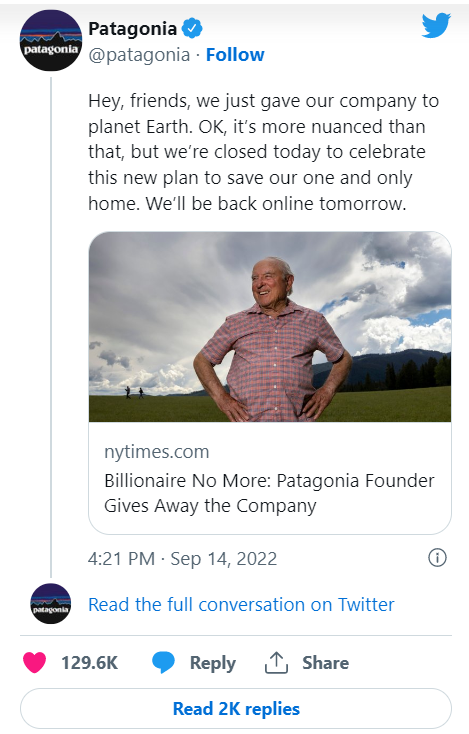 patagonia
Patagonia
@patagonia · Follow
Hey, friends, we just gave our company to
planet Earth. OK, it’s more nuanced than
that, but we’re closed today to celebrate
this new plan to save our one and only
home. We’ll be back online tomorrow.
nytimes.com
Billionaire No More: Patagonia Founder
Gives Away the Company
4:21 PM · Sep 14, 2022
patagonia
Read the full conversation on Twitter
129.6K Reply Share
Read 2K replies